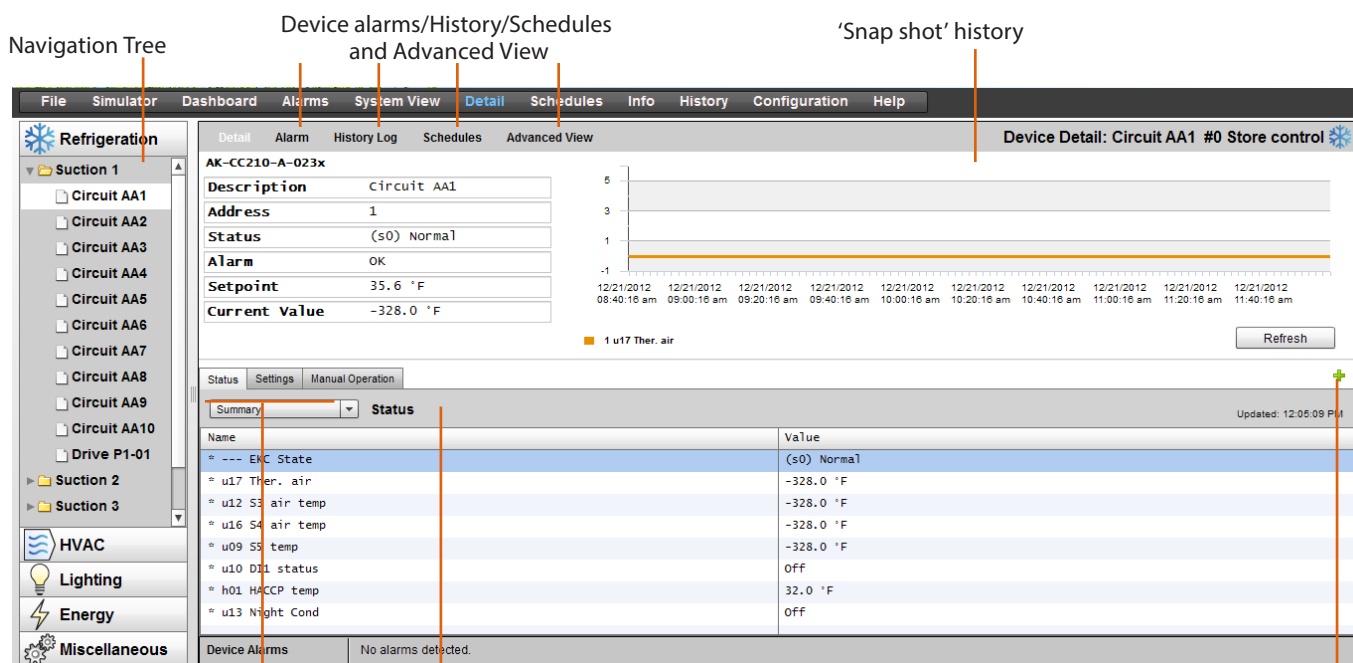 Navigation Tree
Device alarms/History/Schedules
and Advanced View
‘Snap shot’ history
File Simulator Dashboard Alarms System View Detail Schedules Info History Configuration Help
Refrigeration
Suction 1
Circuit AA1
Circuit AA2
Circuit AA3
Circuit AA4
Circuit AA5
Circuit AA6
Circuit AA7
Circuit AA8
Circuit AA9
Circuit AA10
Drive P1-01
Suction 2
Suction 3
HVAC
Lighting
Energy
Miscellaneous
Detail Alarm History Log Schedules Advanced View
Device Detail: Circuit AA1 #0 Store control
AK-CC210-A-023x
Description Circuit AA1
Address 1
Status (s0) Normal
Alarm OK
Setpoint 35.6 °F
Current Value -328.0 °F
5
3
1
-1
12/21/2012 12/21/2012 12/21/2012 12/21/2012 12/21/2012 12/21/2012 12/21/2012 12/21/2012 12/21/2012 12/21/2012
08:40:16 am 09:00:16 am 09:20:16 am 09:40:16 am 10:00:16 am 10:20:16 am 10:40:16 am 11:00:16 am 11:20:16 am 11:40:16 am
1 u17 Ther. air
Refresh
Status Settings Manual Operation
Summary Status
Updated: 12:05:09 PM
Name Value
* --- EKC State (s0) Normal
* u17 Ther. air -328.0 °F
* u12 S3 air temp -328.0 °F
* u16 S4 air temp -328.0 °F
* u09 S5 temp -328.0 °F
* u10 DI1 status Off
* h01 HACCP temp 32.0 °F
* u13 Night Cond Off
Device Alarms No alarms detected.